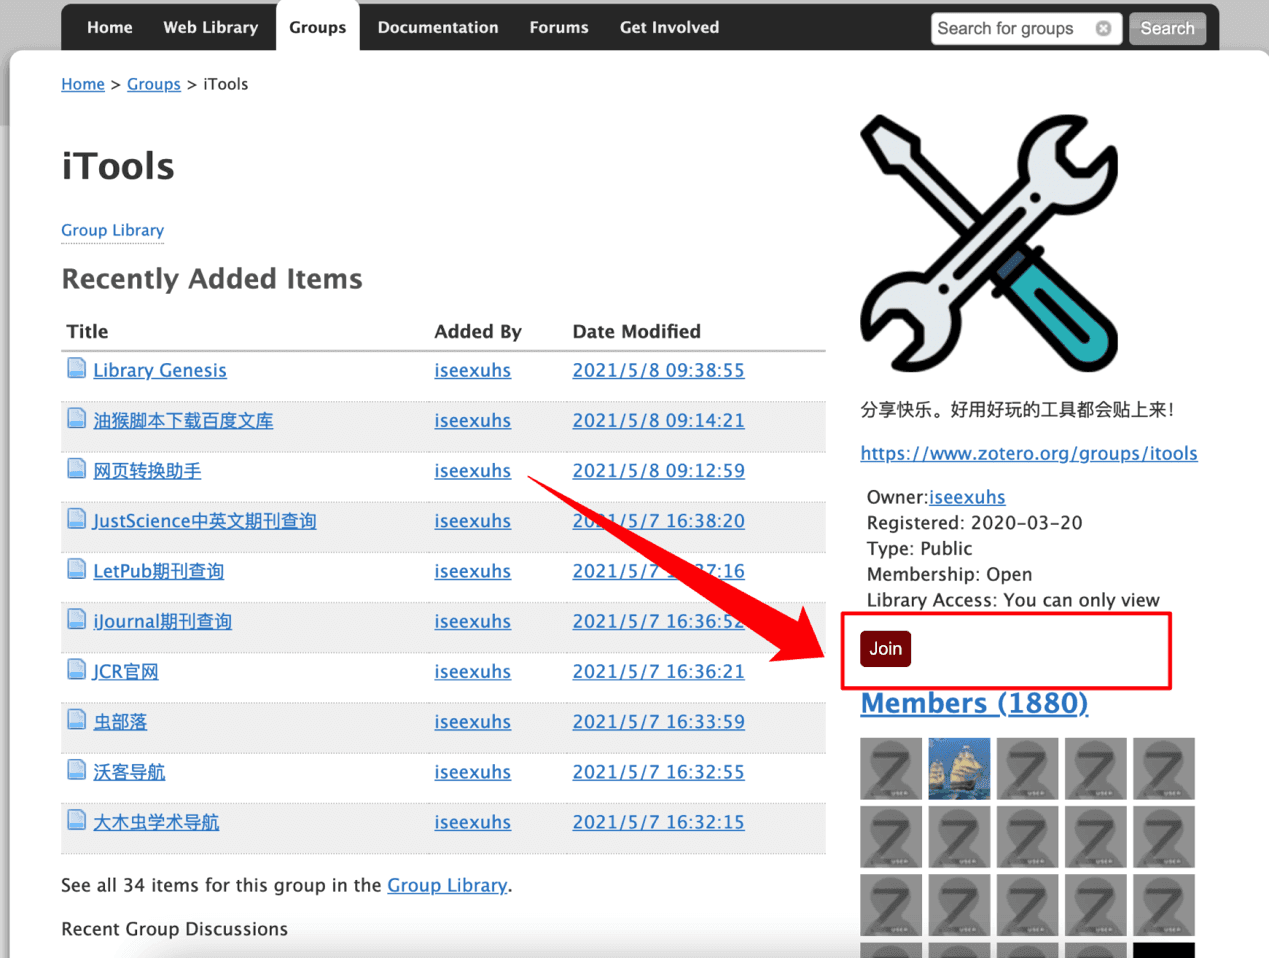 Home Web Library Groups Documentation Forums Get Involved Search for groups Search
Home > Groups > iTools
iTools
Group Library
Recently Added Items
Title Added By Date Modified
Library Genesis iseexuhs 2021/5/8 09:38:55
油猴脚本下载百度文库 iseexuhs 2021/5/8 09:14:21
网页转换助手 iseexuhs 2021/5/8 09:12:59
JustScience中英文期刊查询 iseexuhs 2021/5/7 16:38:20
LetPub期刊查询 iseexuhs 2021/5/7 :16
iJournal期刊查询 iseexuhs 2021/5/7 16:36:52
JCR官网 iseexuhs 2021/5/7 16:36:21
虫部落 iseexuhs 2021/5/7 16:33:59
沃客导航 iseexuhs 2021/5/7 16:32:55
大木虫学术导航 iseexuhs 2021/5/7 16:32:15
See all 34 items for this group in the Group Library.
Recent Group Discussions
分享快乐。好用好玩的工具都会贴上来！
https://www.zotero.org/groups/itools
Owner:iseexuhs
Registered: 2020-03-20
Type: Public
Membership: Open
Library Access: You can only view
Join
Members (1880)